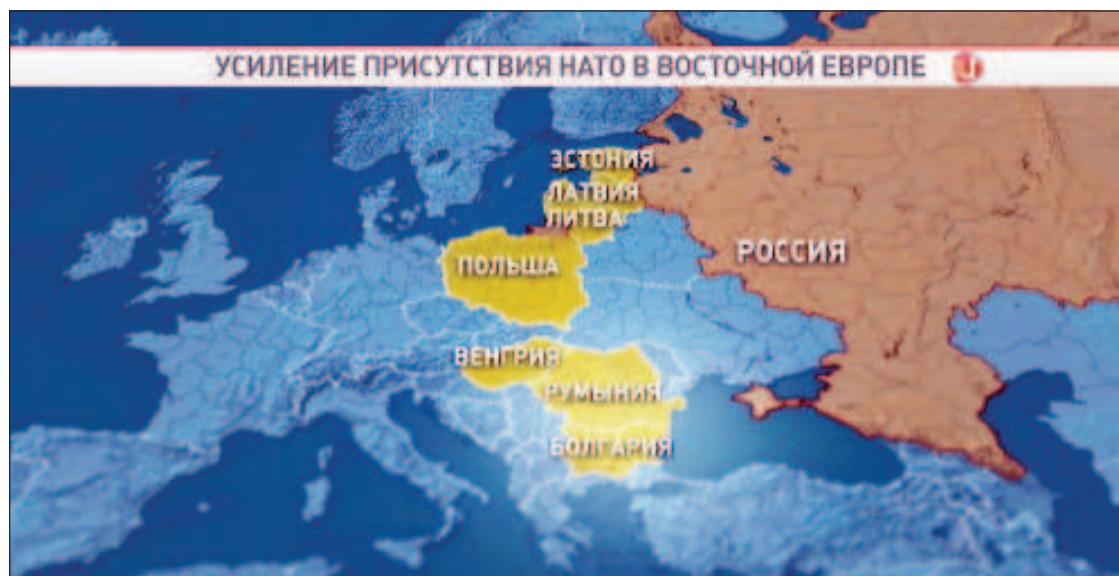 УСИЛЕНИЕ ПРИСУТСТВИЯ НАТО В ВОСТОЧНОЙ ЕВРОПЕ
ЭСТОНИЯ
ЛАТВИЯ
ЛИТВА
РОССИЯ
ПОЛЬША
ВЕНГРИЯ
РУМЫНИЯ
БОЛГАРИЯ